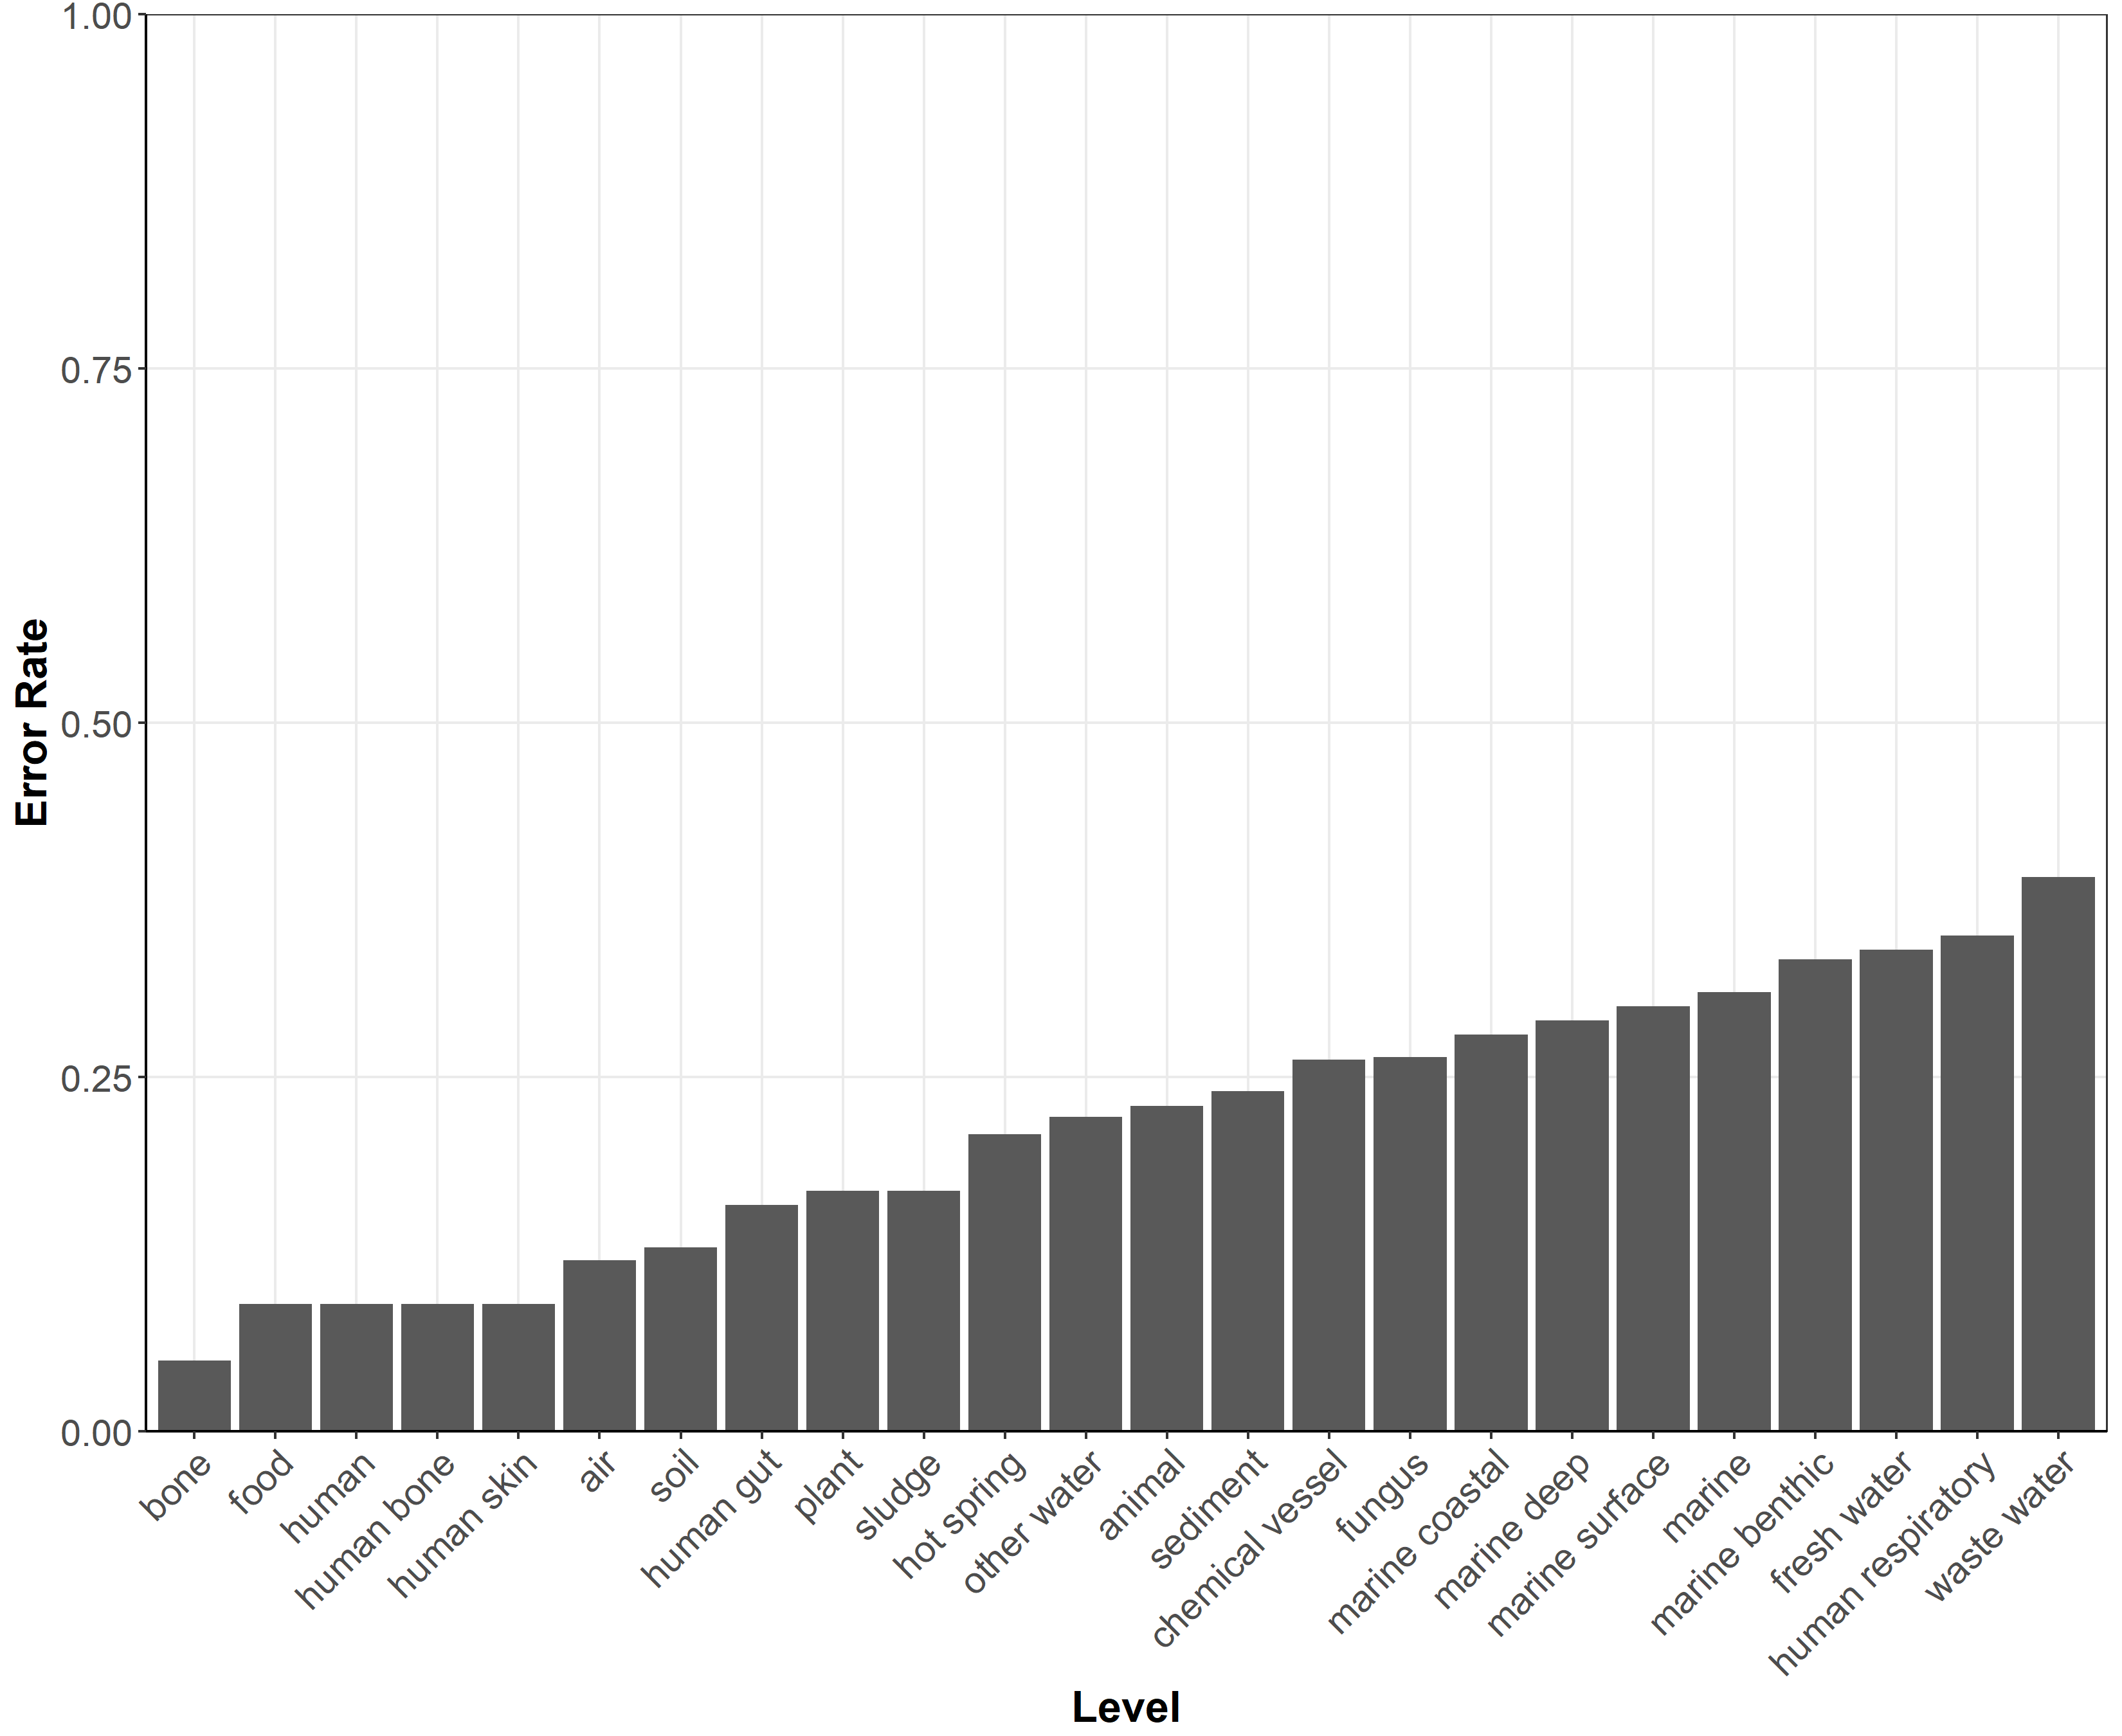 1.00
0.75
0.50
0.25
0.00
Error Rate
bone
food
human
human bone
human skin
air
soil
human gut
plant
sludge
hot spring
other water
animal
sediment
chemical vessel
fungus
marine coastal
marine deep
marine surface
marine
marine benthic
fresh water
human respiratory
waste water
Level